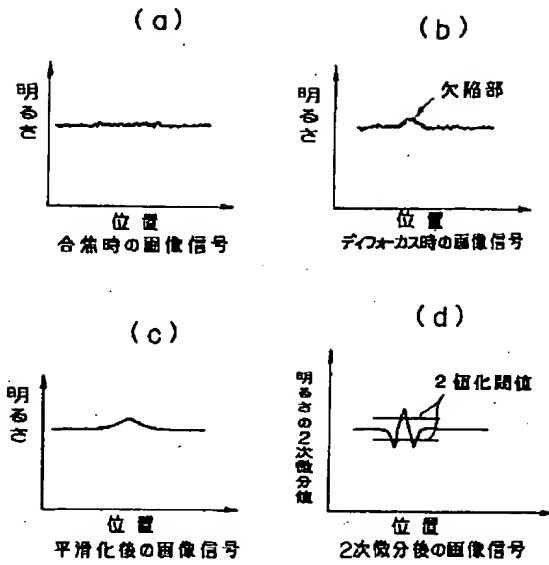 (a)
明るさ
位置
合焦時の画像信号
(b)
欠陥部
明るさ
位置
ディフォーカス時の画像信号
(c)
明るさ
位置
平滑化後の画像信号
(d)
2値化閾値
明るさの2次微分値
位置
2次微分後の画像信号